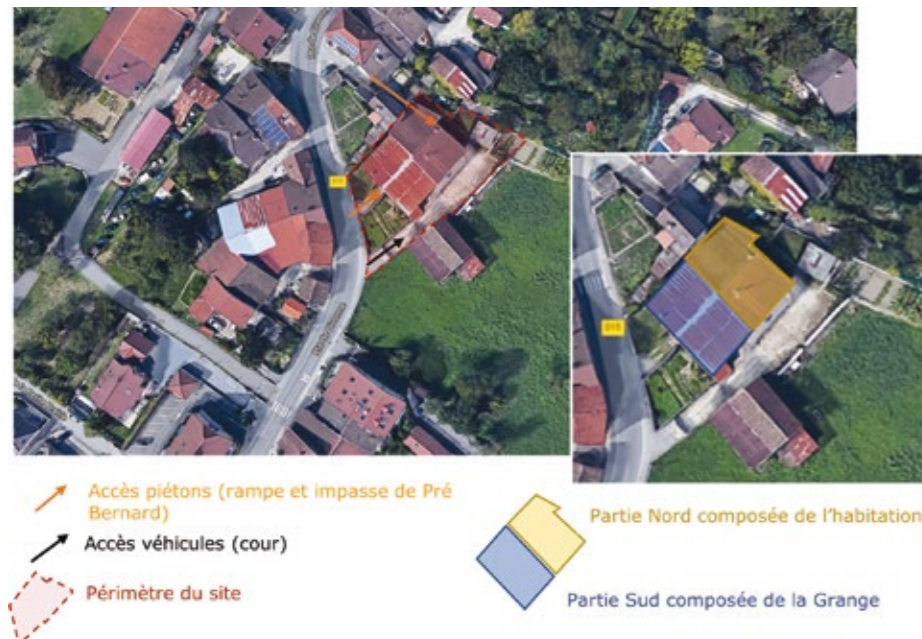 Accès piétons (rampe et impasse de Pré
Bernard)
Accès véhicules (cour)
Périmètre du site
Partie Nord composée de l'habitation
Partie Sud composée de la Grange